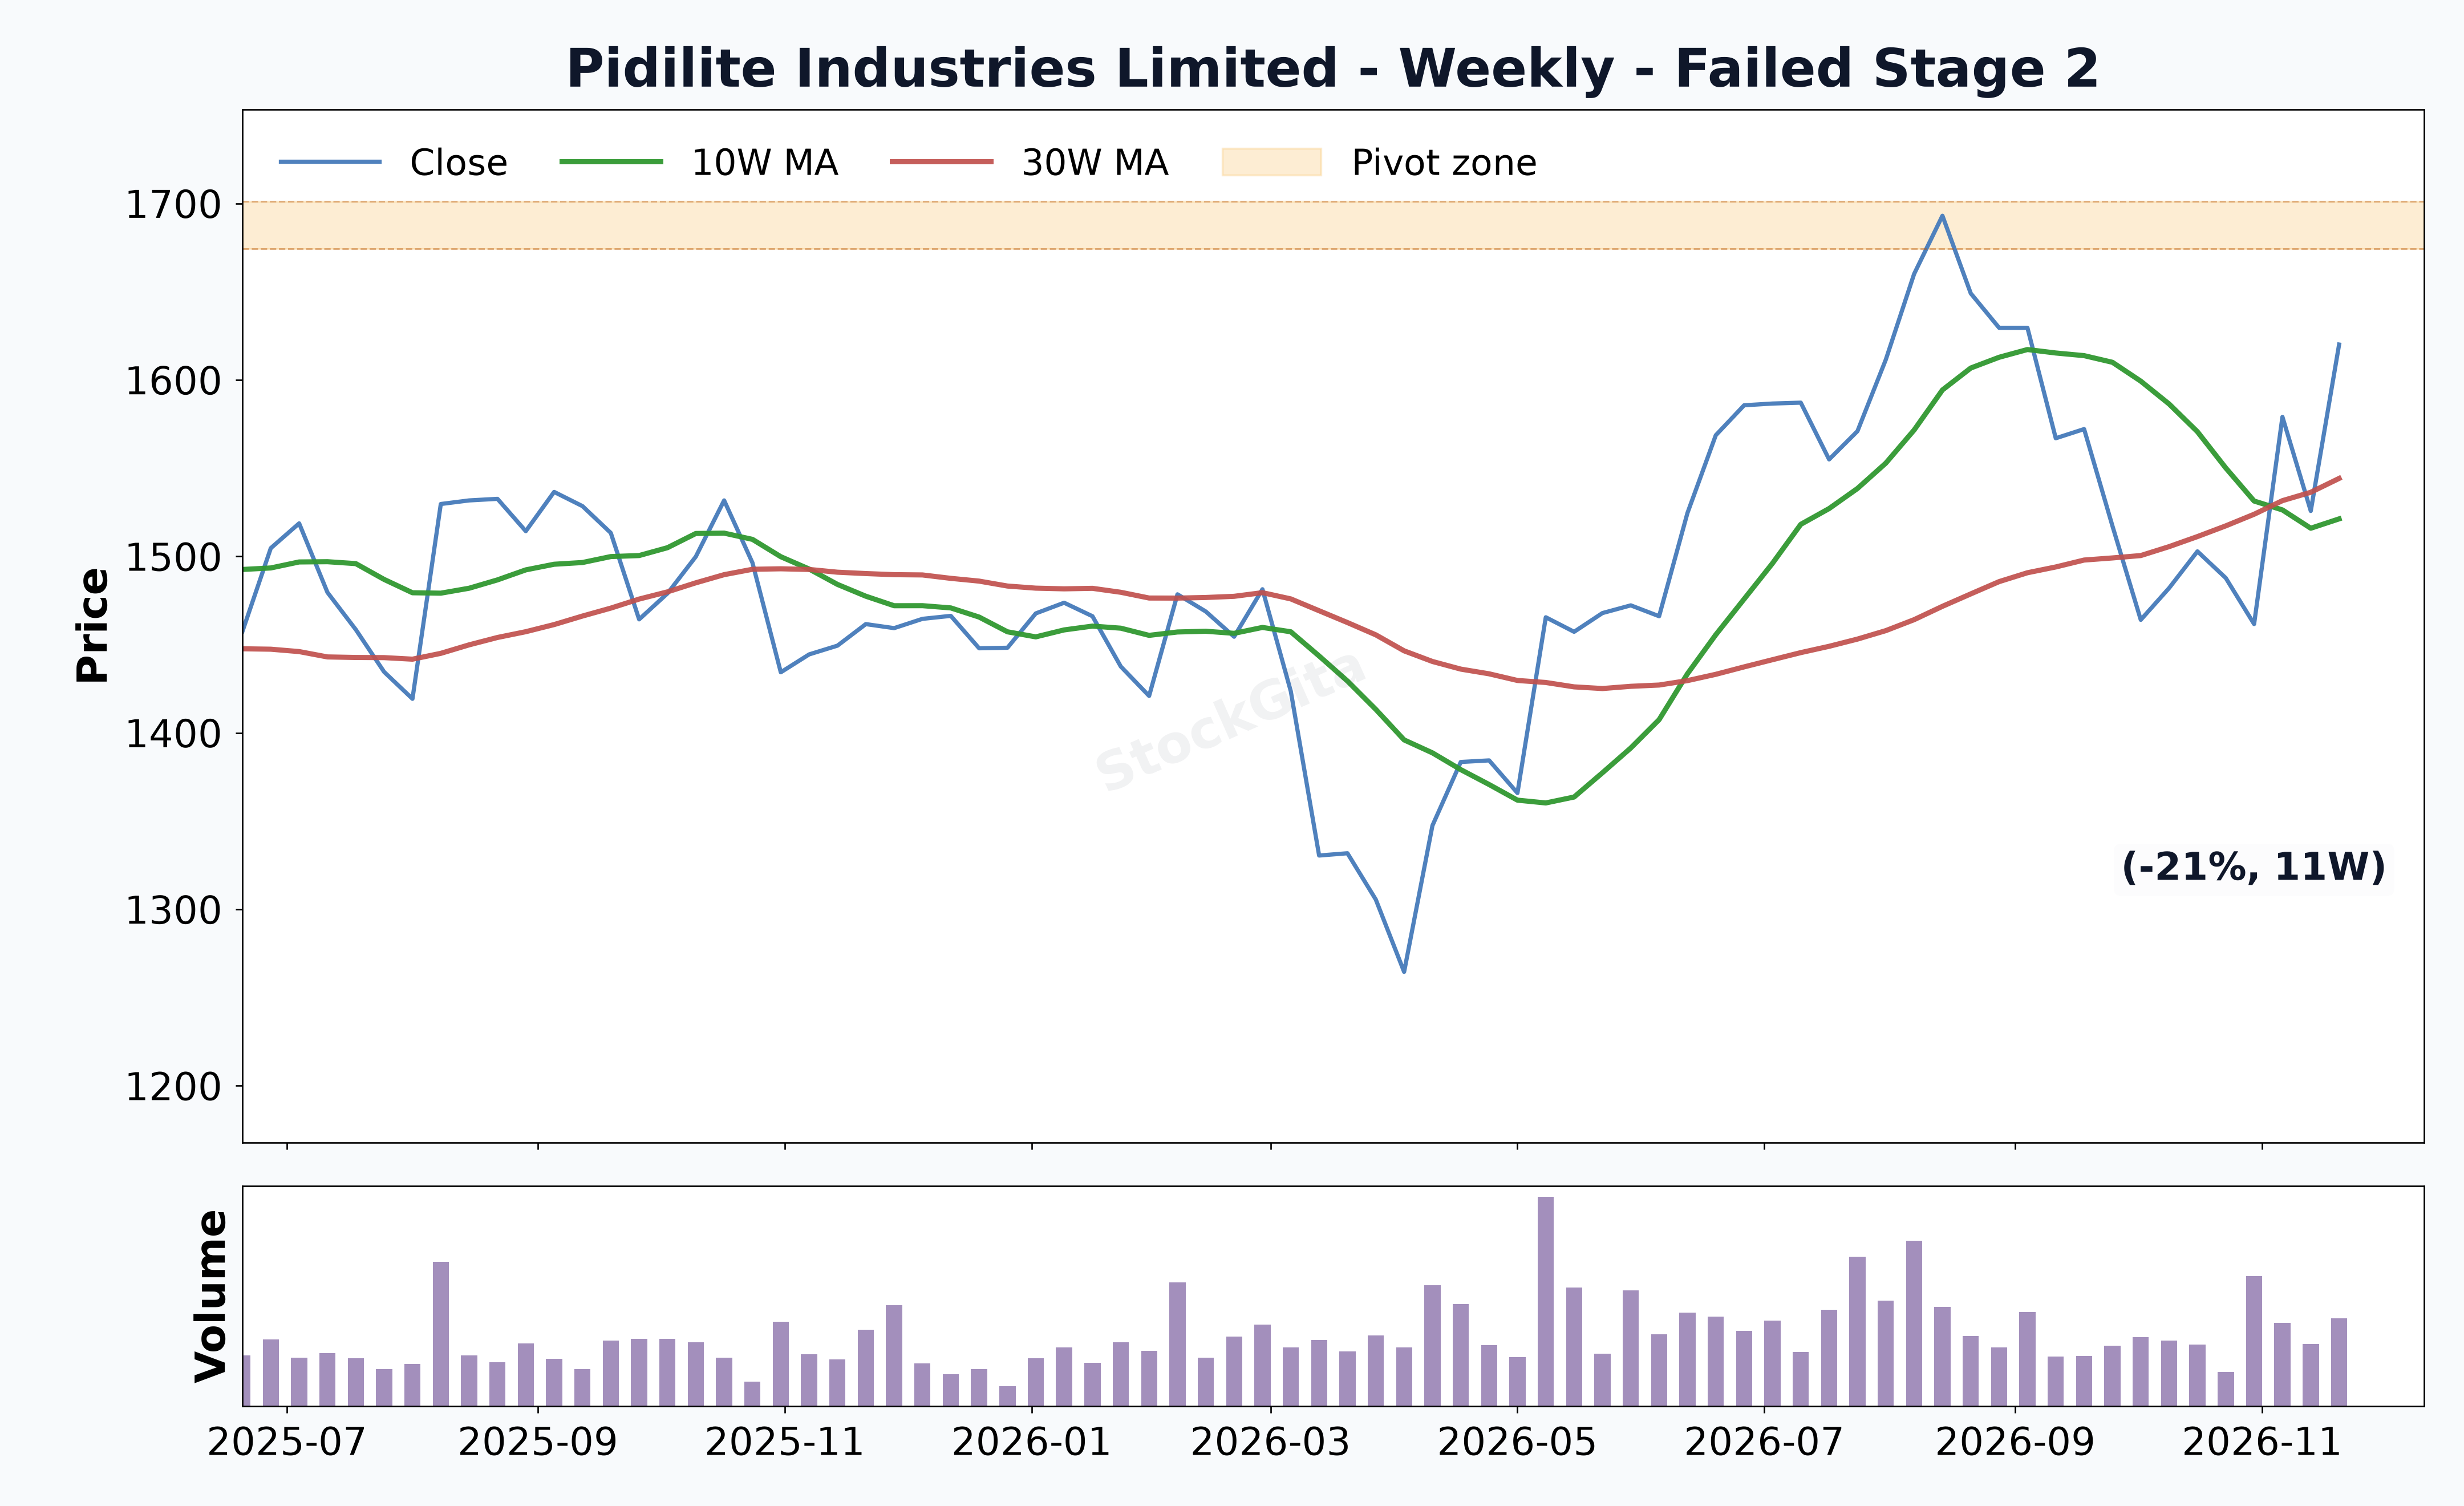 Pidilite Industries Limited - Weekly - Failed Stage 2
Close 10W MA 30W MA Pivot zone
1700
1600
1500
1400
1300
1200
Price
StockGita
(-21%, 11W)
Volume
2025-07 2025-09 2025-11 2026-01 2026-03 2026-05 2026-07 2026-09 2026-11